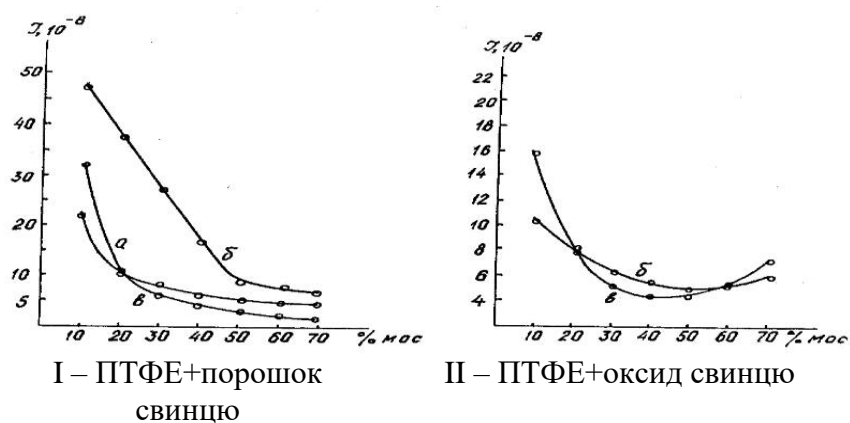 J,10⁻⁸
50
40
30
20
10
5
а
б
в
10 20 30 40 50 60 70 % мас
I – ПТФЕ+порошок
свинцю
J,10⁻⁸
22
20
18
16
14
12
10
8
6
4
б
в
10 20 30 40 50 60 70 % мас
II – ПТФЕ+оксид свинцю